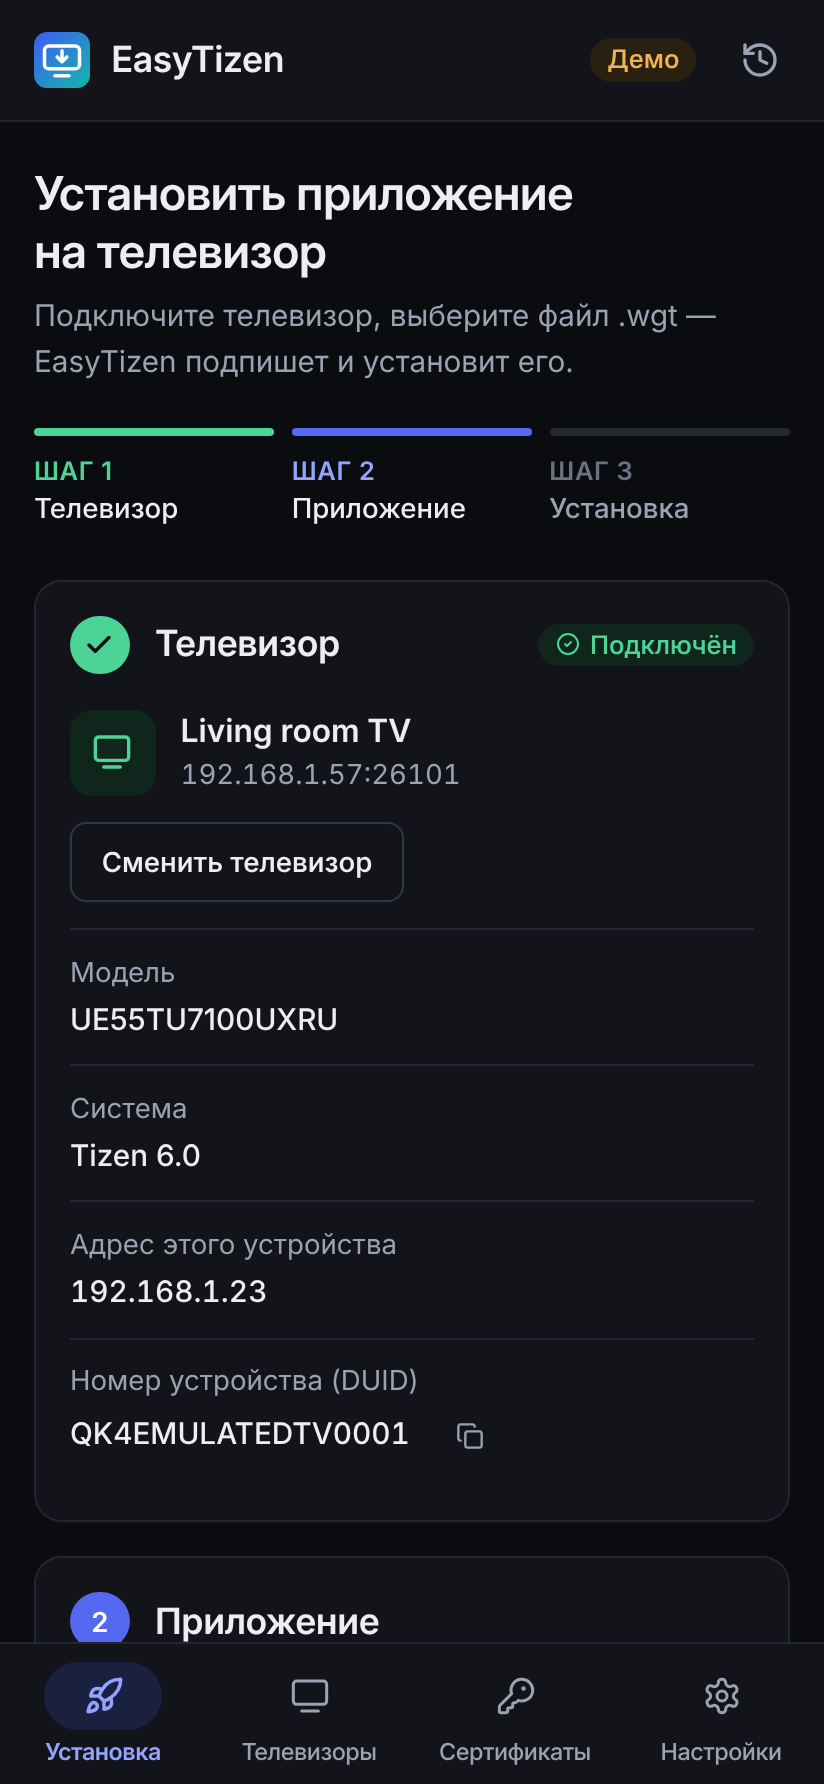 EasyTizen
Демо
Установить приложение
на телевизор
Подключите телевизор, выберите файл .wgt —
EasyTizen подпишет и установит его.
ШАГ 1
Телевизор
ШАГ 2
Приложение
ШАГ 3
Установка
Телевизор
Подключён
Living room TV
192.168.1.57:26101
Сменить телевизор
Модель
UE55TU7100UXRU
Система
Tizen 6.0
Адрес этого устройства
192.168.1.23
Номер устройства (DUID)
QK4EMULATEDTV0001
2
Приложение
Установка
Телевизоры
Сертификаты
Настройки